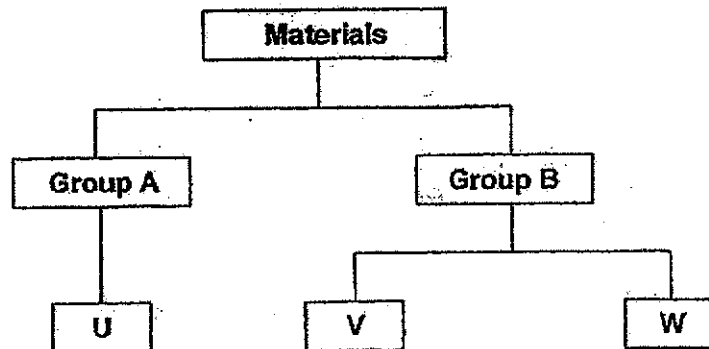 Materials
Group A
Group B
U
V
W